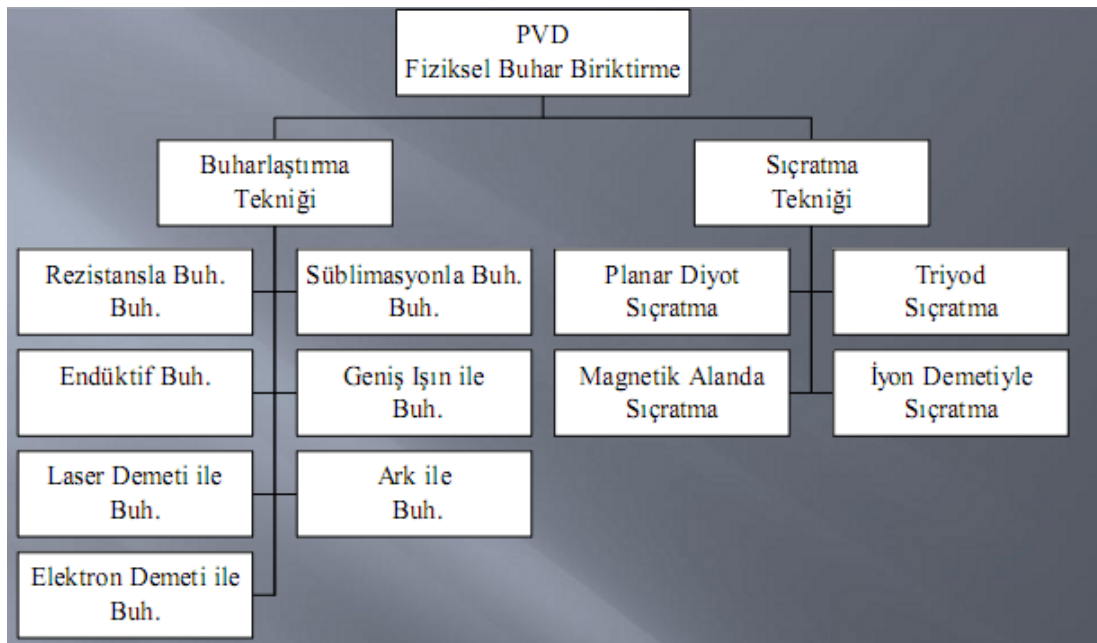 PVD
Fiziksel Buhar Biriktirme
Buharlaştırma
Tekniği
Sıçratma
Tekniği
Rezistansla Buh.
Buh.
Süblimasyonla Buh.
Buh.
Planar Diyot
Sıçratma
Triyod
Sıçratma
Endüktif Buh.
Geniş Işın ile
Buh.
Magnetik Alanda
Sıçratma
İyon Demetiyle
Sıçratma
Laser Demeti ile
Buh.
Ark ile
Buh.
Elektron Demeti ile
Buh.